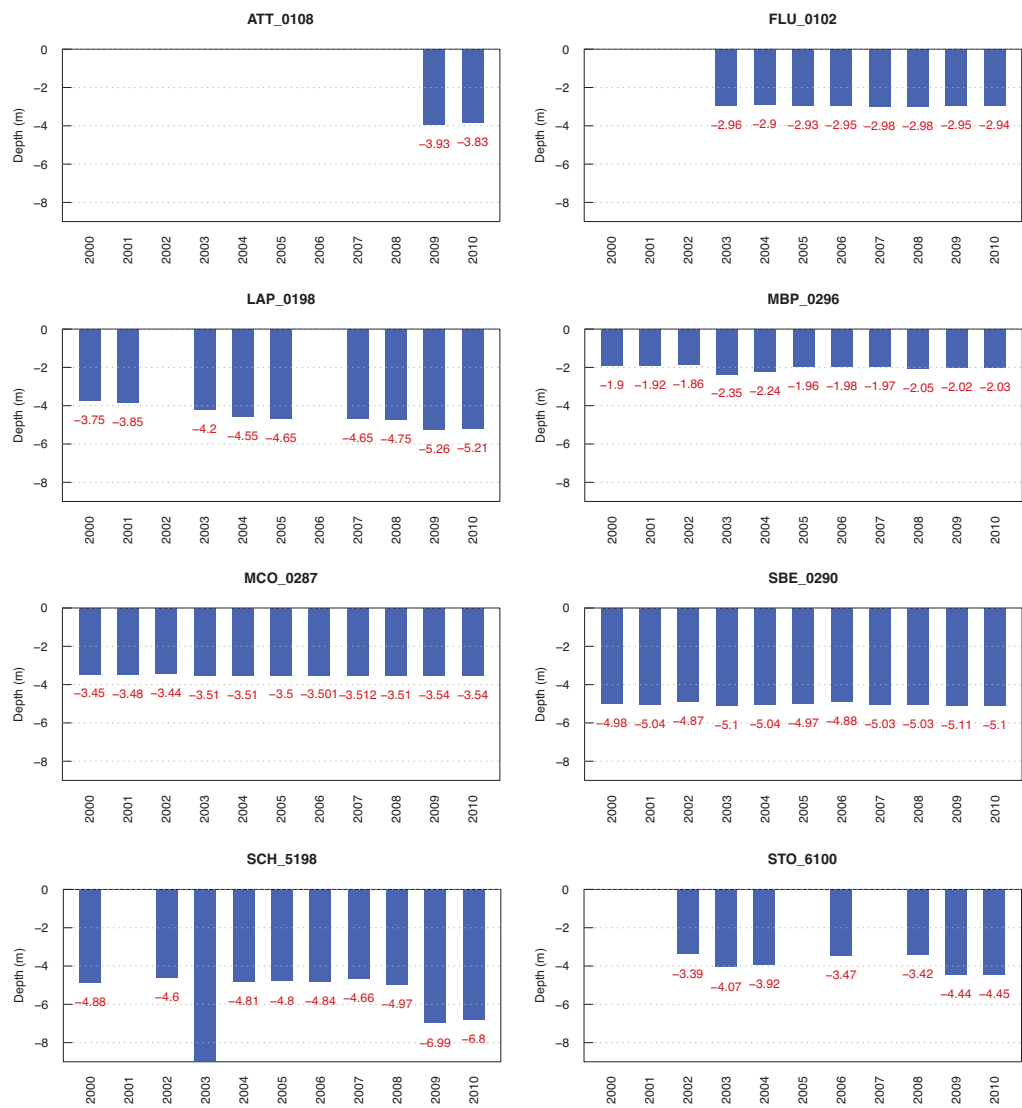 ATT_0108
Depth (m)
0
−2
−4
−6
−8
−3.93 −3.83
2000 2001 2002 2003 2004 2005 2006 2007 2008 2009 2010
FLU_0102
Depth (m)
0
−2
−4
−6
−8
−2.96 −2.9 −2.93 −2.95 −2.98 −2.98 −2.95 −2.94
2000 2001 2002 2003 2004 2005 2006 2007 2008 2009 2010
LAP_0198
Depth (m)
0
−2
−4
−6
−8
−3.75 −3.85 −4.2 −4.55 −4.65 −4.65 −4.75 −5.26 −5.21
2000 2001 2002 2003 2004 2005 2006 2007 2008 2009 2010
MBP_0296
Depth (m)
0
−2
−4
−6
−8
−1.9 −1.92 −1.86 −2.35 −2.24 −1.96 −1.98 −1.97 −2.05 −2.02 −2.03
2000 2001 2002 2003 2004 2005 2006 2007 2008 2009 2010
MCO_0287
Depth (m)
0
−2
−4
−6
−8
−3.45 −3.48 −3.44 −3.51 −3.51 −3.5 −3.501 −3.512 −3.51 −3.54 −3.54
2000 2001 2002 2003 2004 2005 2006 2007 2008 2009 2010
SBE_0290
Depth (m)
0
−2
−4
−6
−8
−4.98 −5.04 −4.87 −5.1 −5.04 −4.97 −4.88 −5.03 −5.03 −5.11 −5.1
2000 2001 2002 2003 2004 2005 2006 2007 2008 2009 2010
SCH_5198
Depth (m)
0
−2
−4
−6
−8
−4.88 −4.6 −4.81 −4.8 −4.84 −4.66 −4.97 −6.99 −6.8
2000 2001 2002 2003 2004 2005 2006 2007 2008 2009 2010
STO_6100
Depth (m)
0
−2
−4
−6
−8
−3.39 −4.07 −3.92 −3.47 −3.42 −4.44 −4.45
2000 2001 2002 2003 2004 2005 2006 2007 2008 2009 2010